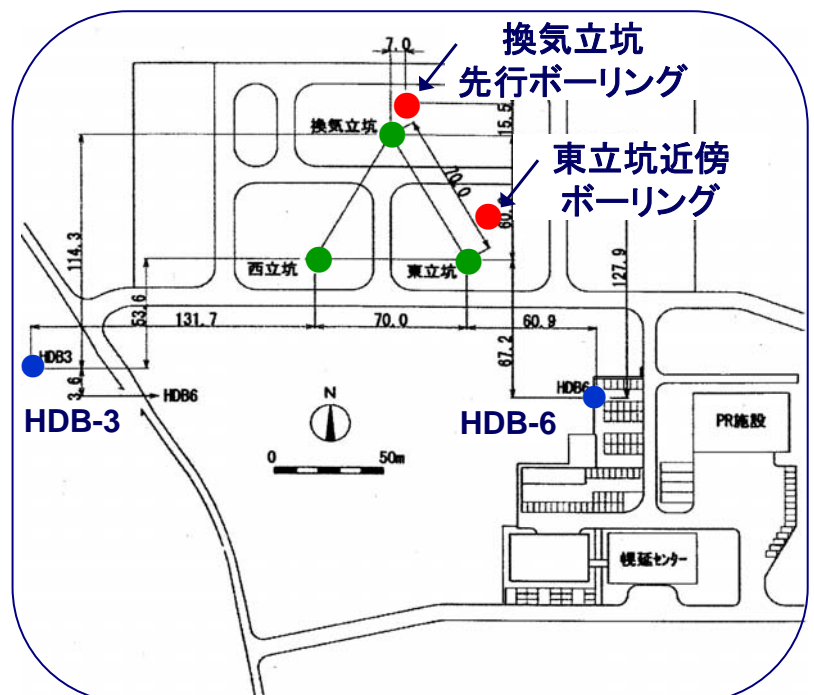 7.0
換気立坑
先行ボーリング
15.5
換気立坑
70.0
東立坑近傍
ボーリング
114.3
53.6
西立坑
東立坑
127.9
131.7
70.0
60.9
67.2
HDB3
3.6
HDB6
HDB-3
HDB6
HDB-6
N
0
50m
PR施設
幌延センター